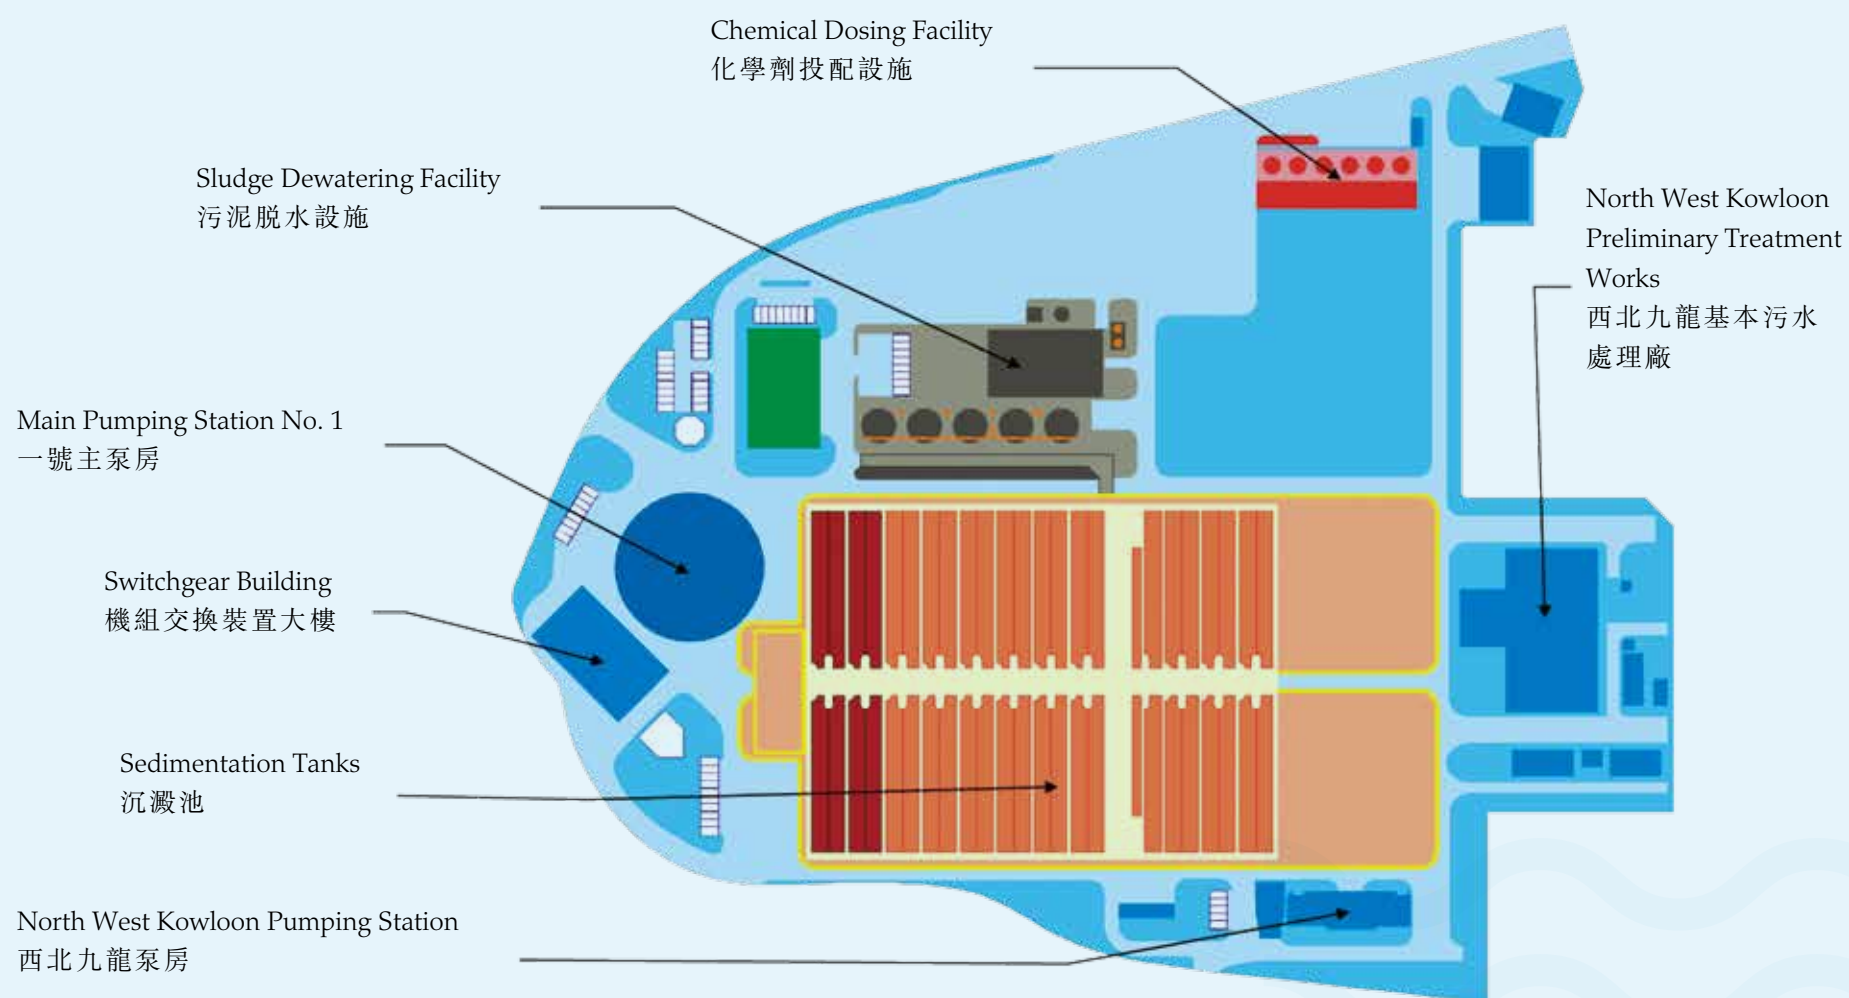 Chemical Dosing Facility
化學劑投配設施
Sludge Dewatering Facility
污泥脱水設施
North West Kowloon
Preliminary Treatment
Works
西北九龍基本污水
處理廠
Main Pumping Station No. 1
一號主泵房
Switchgear Building
機組交換裝置大樓
Sedimentation Tanks
沉澱池
North West Kowloon Pumping Station
西北九龍泵房